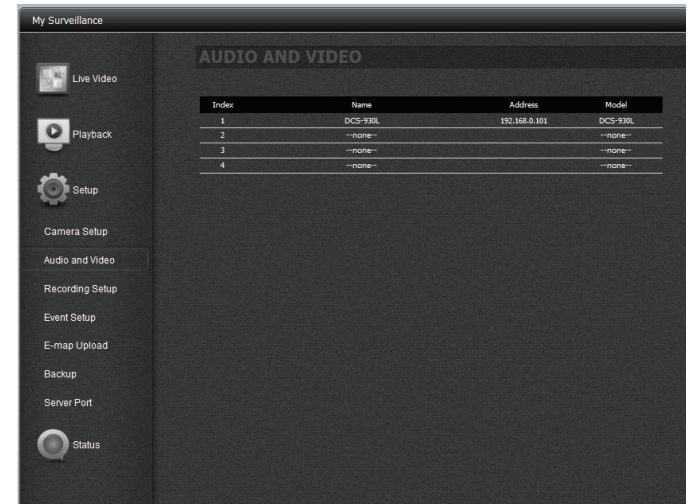 My Surveillance
Live Video
Playback
Setup
Camera Setup
Audio and Video
Recording Setup
Event Setup
E-map Upload
Backup
Server Port
Status
AUDIO AND VIDEO
Index Name Address Model
1 DCS-930L 192.168.0.101 DCS-930L
2 --none-- --none--
3 --none-- --none--
4 --none-- --none--